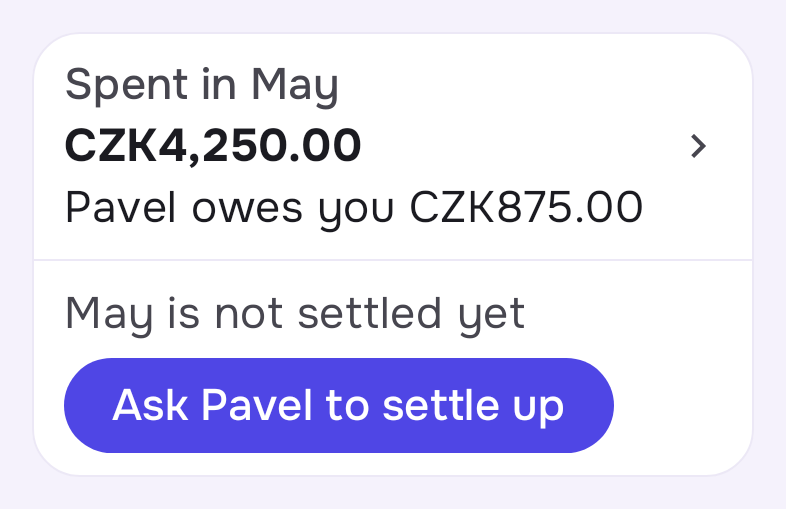 Spent in May
CZK4,250.00
Pavel owes you CZK875.00
May is not settled yet
Ask Pavel to settle up